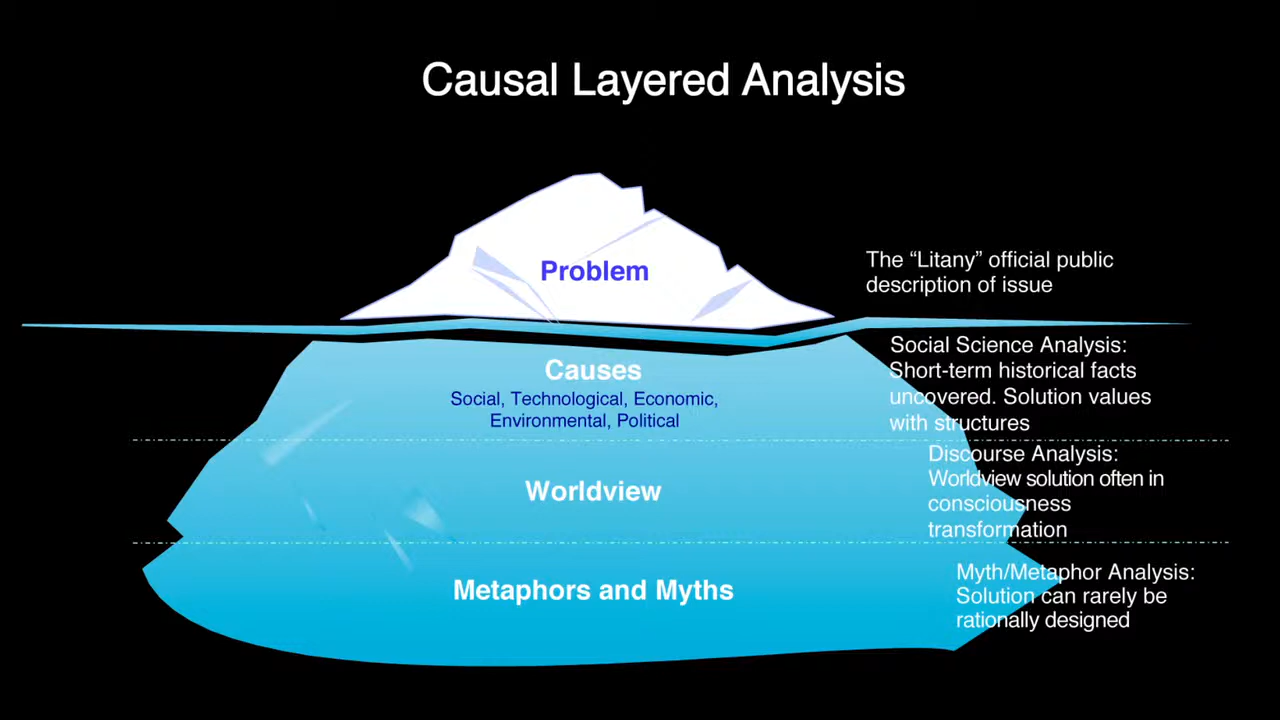 Causal Layered Analysis
Problem
The “Litany” official public
description of issue
Causes
Social, Technological, Economic,
Environmental, Political
Social Science Analysis:
Short-term historical facts
uncovered. Solution values
with structures
Worldview
Discourse Analysis:
Worldview solution often in
consciousness
transformation
Metaphors and Myths
Myth/Metaphor Analysis:
Solution can rarely be
rationally designed